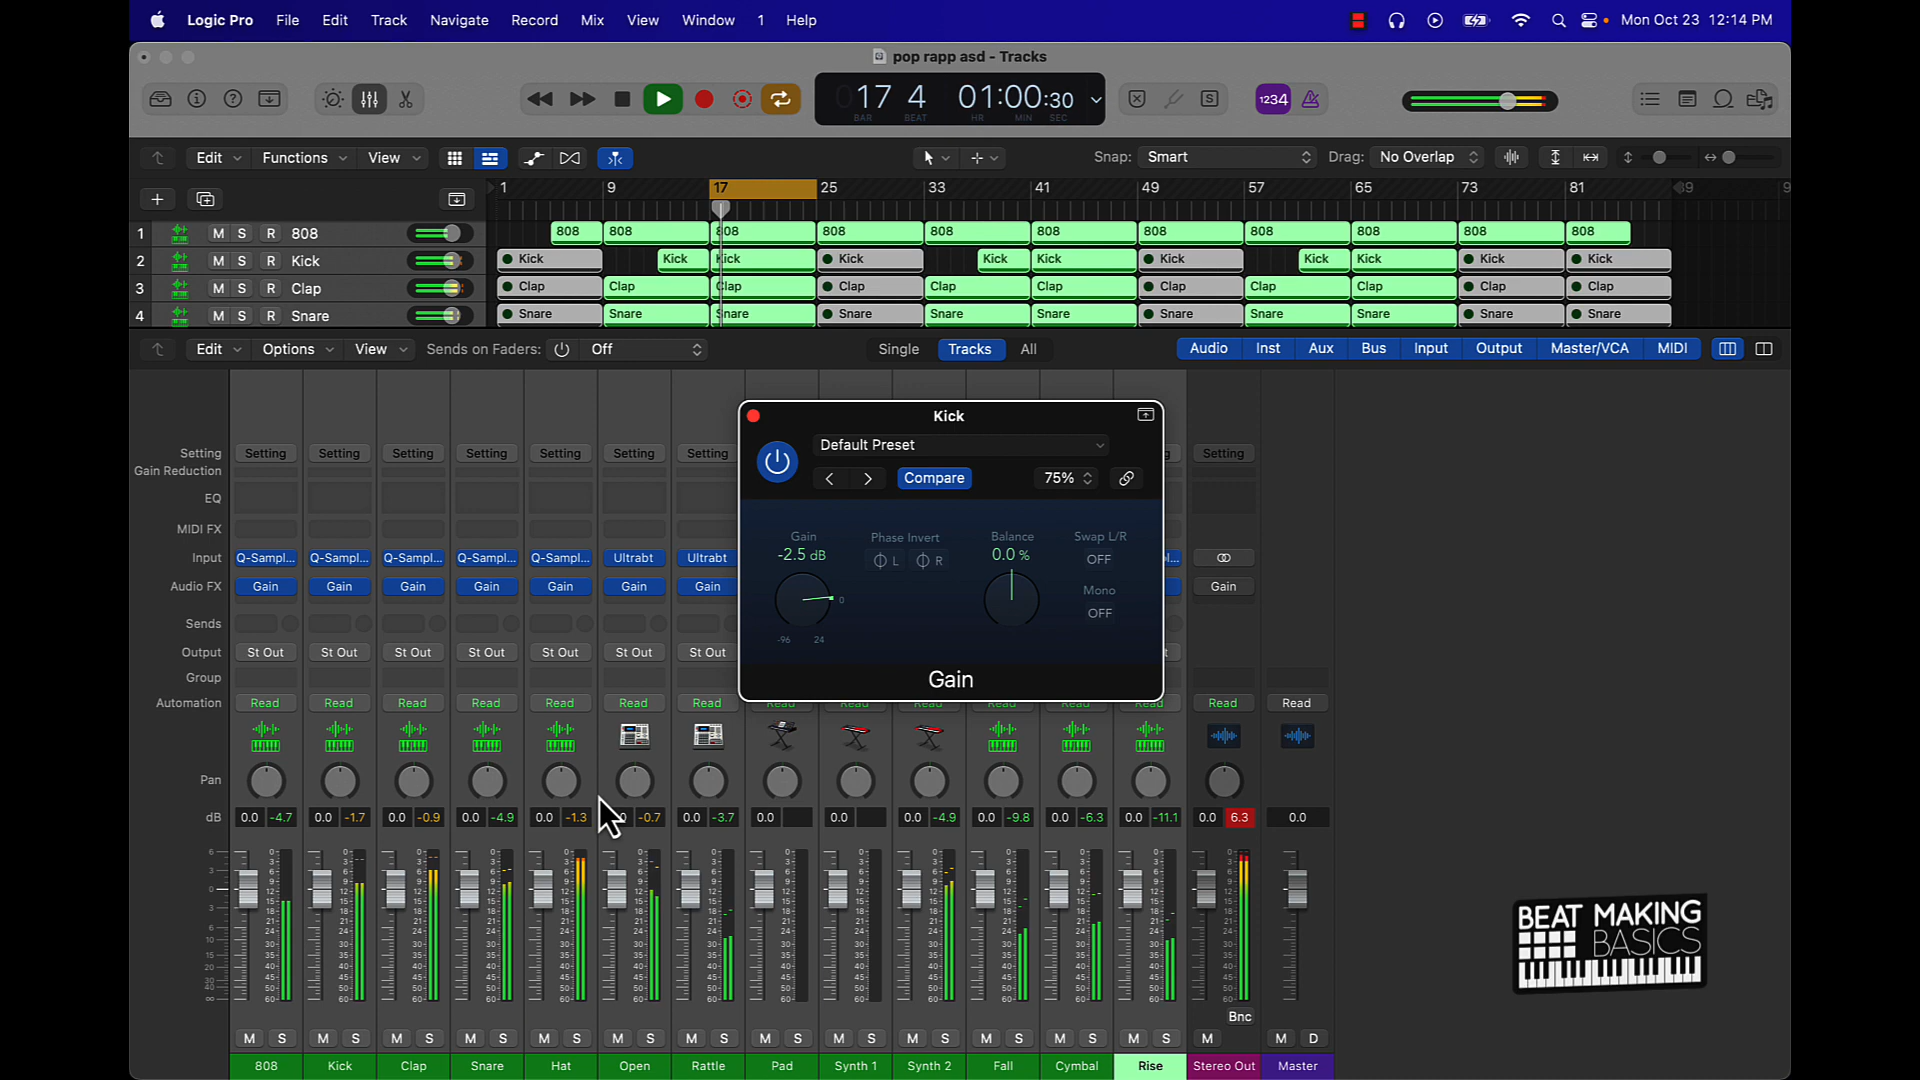 Logic Pro File Edit Track Navigate Record Mix View Window 1 Help Mon Oct 23 12:14 PM
pop rapp asd - Tracks
17 4 01:00:30
BAR BEAT HR MIN SEC
S 1234
Edit Functions View Snap: Smart Drag: No Overlap
1 9 17 25 33 41 49 57 65 73 81
1 M S R 808 808 808 808 808 808 808 808 808 808 808 808
2 M S R Kick Kick Kick Kick Kick Kick Kick Kick Kick Kick Kick Kick
3 M S R Clap Clap Clap Clap Clap Clap Clap Clap Clap Clap Clap Clap
4 M S R Snare Snare Snare Snare Snare Snare Snare Snare Snare Snare Snare Snare
Edit Options View Sends on Faders: Off Single Tracks All Audio Inst Aux Bus Input Output Master/VCA MIDI
Kick
Default Preset
Compare 75%
Gain -2.5 dB 0 -96 24
Phase Invert L R
Balance 0.0 %
Swap L/R OFF
Mono OFF
Gain
Setting Setting Setting Setting Setting Setting Setting Setting Setting
Gain Reduction
EQ
MIDI FX
Input Q-Sampl... Q-Sampl... Q-Sampl... Q-Sampl... Q-Sampl... Ultrabt Ultrabt
Audio FX Gain Gain Gain Gain Gain Gain Gain Gain
Sends
Output St Out St Out St Out St Out St Out St Out St Out
Group
Automation Read Read Read Read Read Read Read Read Read Read Read Read Read Read Read
Pan
dB 0.0 -4.7 0.0 -1.7 0.0 -0.9 0.0 -4.9 0.0 -1.3 -0.7 0.0 -3.7 0.0 0.0 0.0 -4.9 0.0 -9.8 0.0 -6.3 0.0 -11.1 0.0 6.3 0.0
Bnc
M S M S M S M S M S M S M S M S M S M S M S M S M S M M D
808 Kick Clap Snare Hat Open Rattle Pad Synth 1 Synth 2 Fall Cymbal Rise Stereo Out Master
BEAT MAKING
BASICS